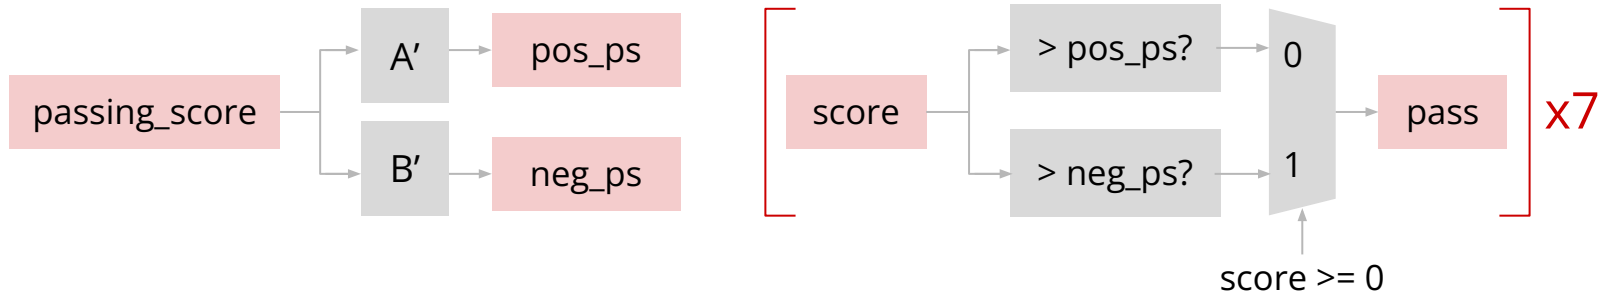 passing_score
A’
pos_ps
B’
neg_ps
score
> pos_ps?
> neg_ps?
0
1
pass
x7
score >= 0